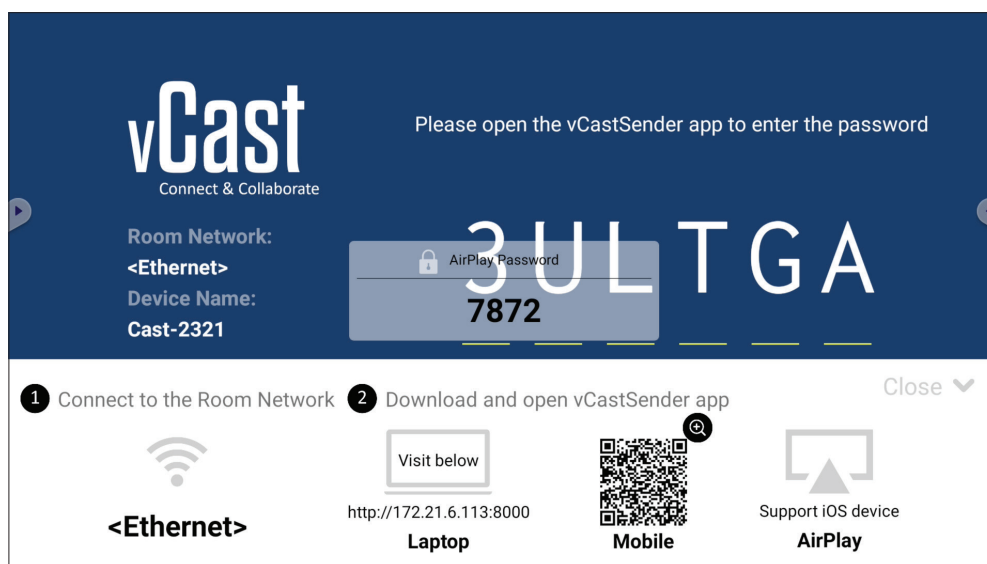 vCast
Connect & Collaborate
Please open the vCastSender app to enter the password
Room Network:
<Ethernet>
Device Name:
Cast-2321
3ULTGA
AirPlay Password
7872
1 Connect to the Room Network
2 Download and open vCastSender app
Close
<Ethernet>
Visit below
http://172.21.6.113:8000
Laptop
Mobile
Support iOS device
AirPlay